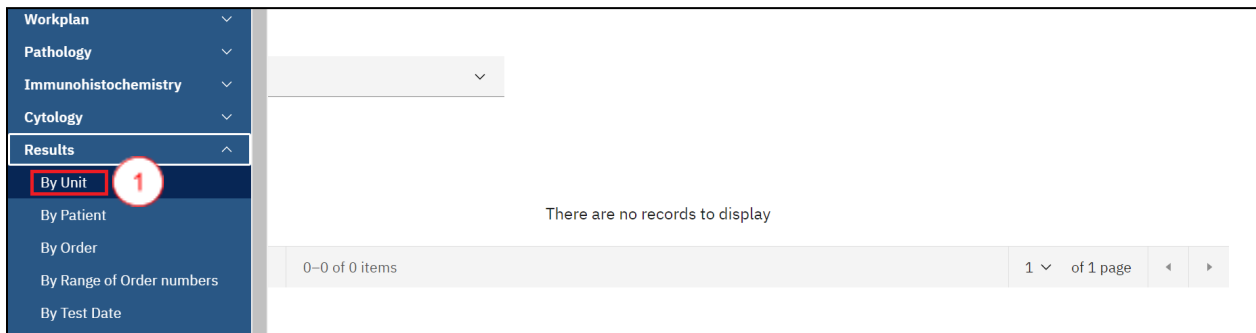 Workplan
Pathology
Immunohistochemistry
Cytology
Results
By Unit 1
By Patient
There are no records to display
By Order
0–0 of 0 items 1 of 1 page
By Range of Order numbers
By Test Date